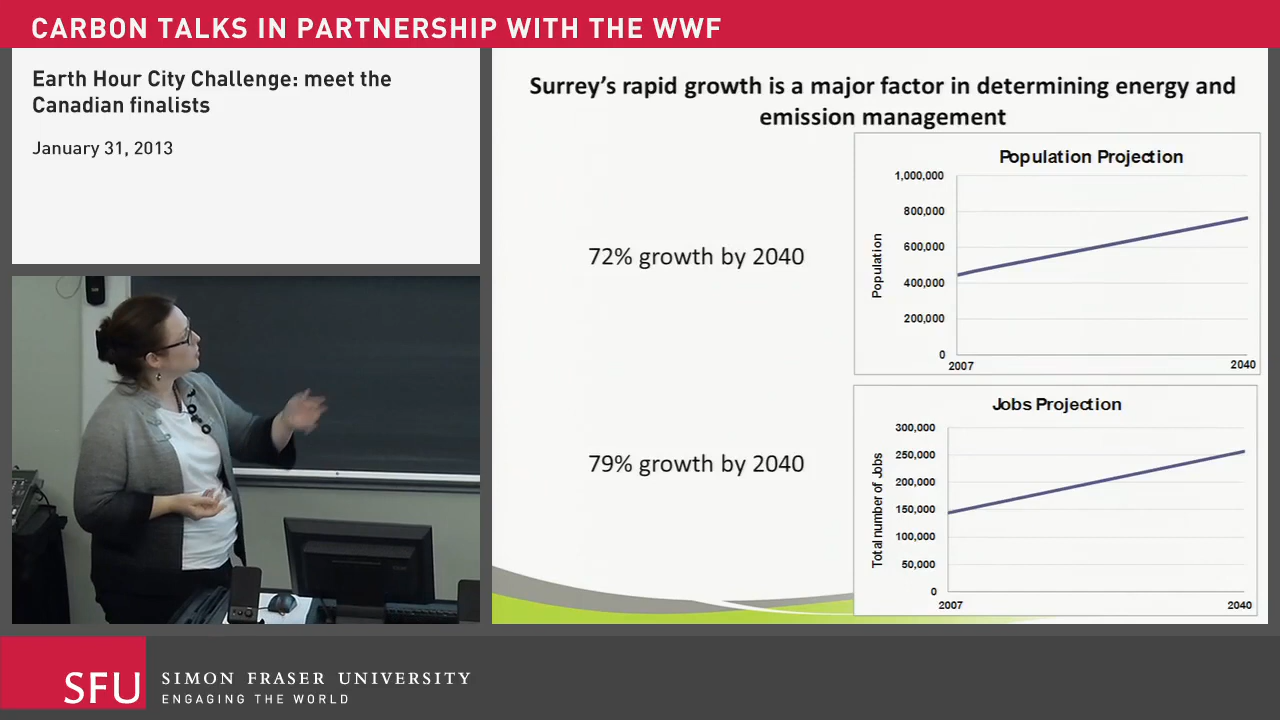 CARBON TALKS IN PARTNERSHIP WITH THE WWF
Earth Hour City Challenge: meet the
Canadian finalists
January 31, 2013
Surrey's rapid growth is a major factor in determining energy and
emission management
72% growth by 2040
Population Projection
1,000,000
800,000
600,000
400,000
200,000
0
Population
2007
2040
79% growth by 2040
Jobs Projection
300,000
250,000
200,000
150,000
100,000
50,000
0
Total number of Jobs
2007
2040
SFU
SIMON FRASER UNIVERSITY
ENGAGING THE WORLD